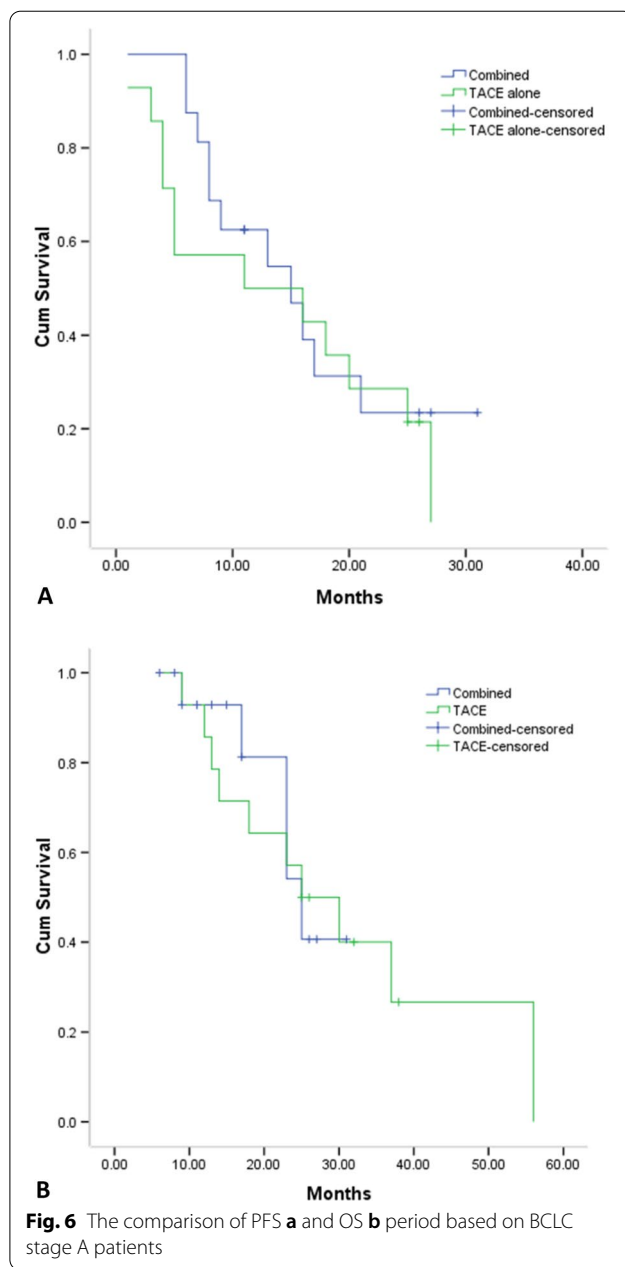 1.0
0.8
0.6
0.4
0.2
0.0
Cum Survival
Combined
TACE alone
Combined-censored
TACE alone-censored
0.00 10.00 20.00 30.00 40.00
Months
A
1.0
0.8
0.6
0.4
0.2
0.0
Cum Survival
Combined
TACE
Combined-censored
TACE-censored
0.00 10.00 20.00 30.00 40.00 50.00 60.00
Months
B
Fig. 6 The comparison of PFS a and OS b period based on BCLC
stage A patients